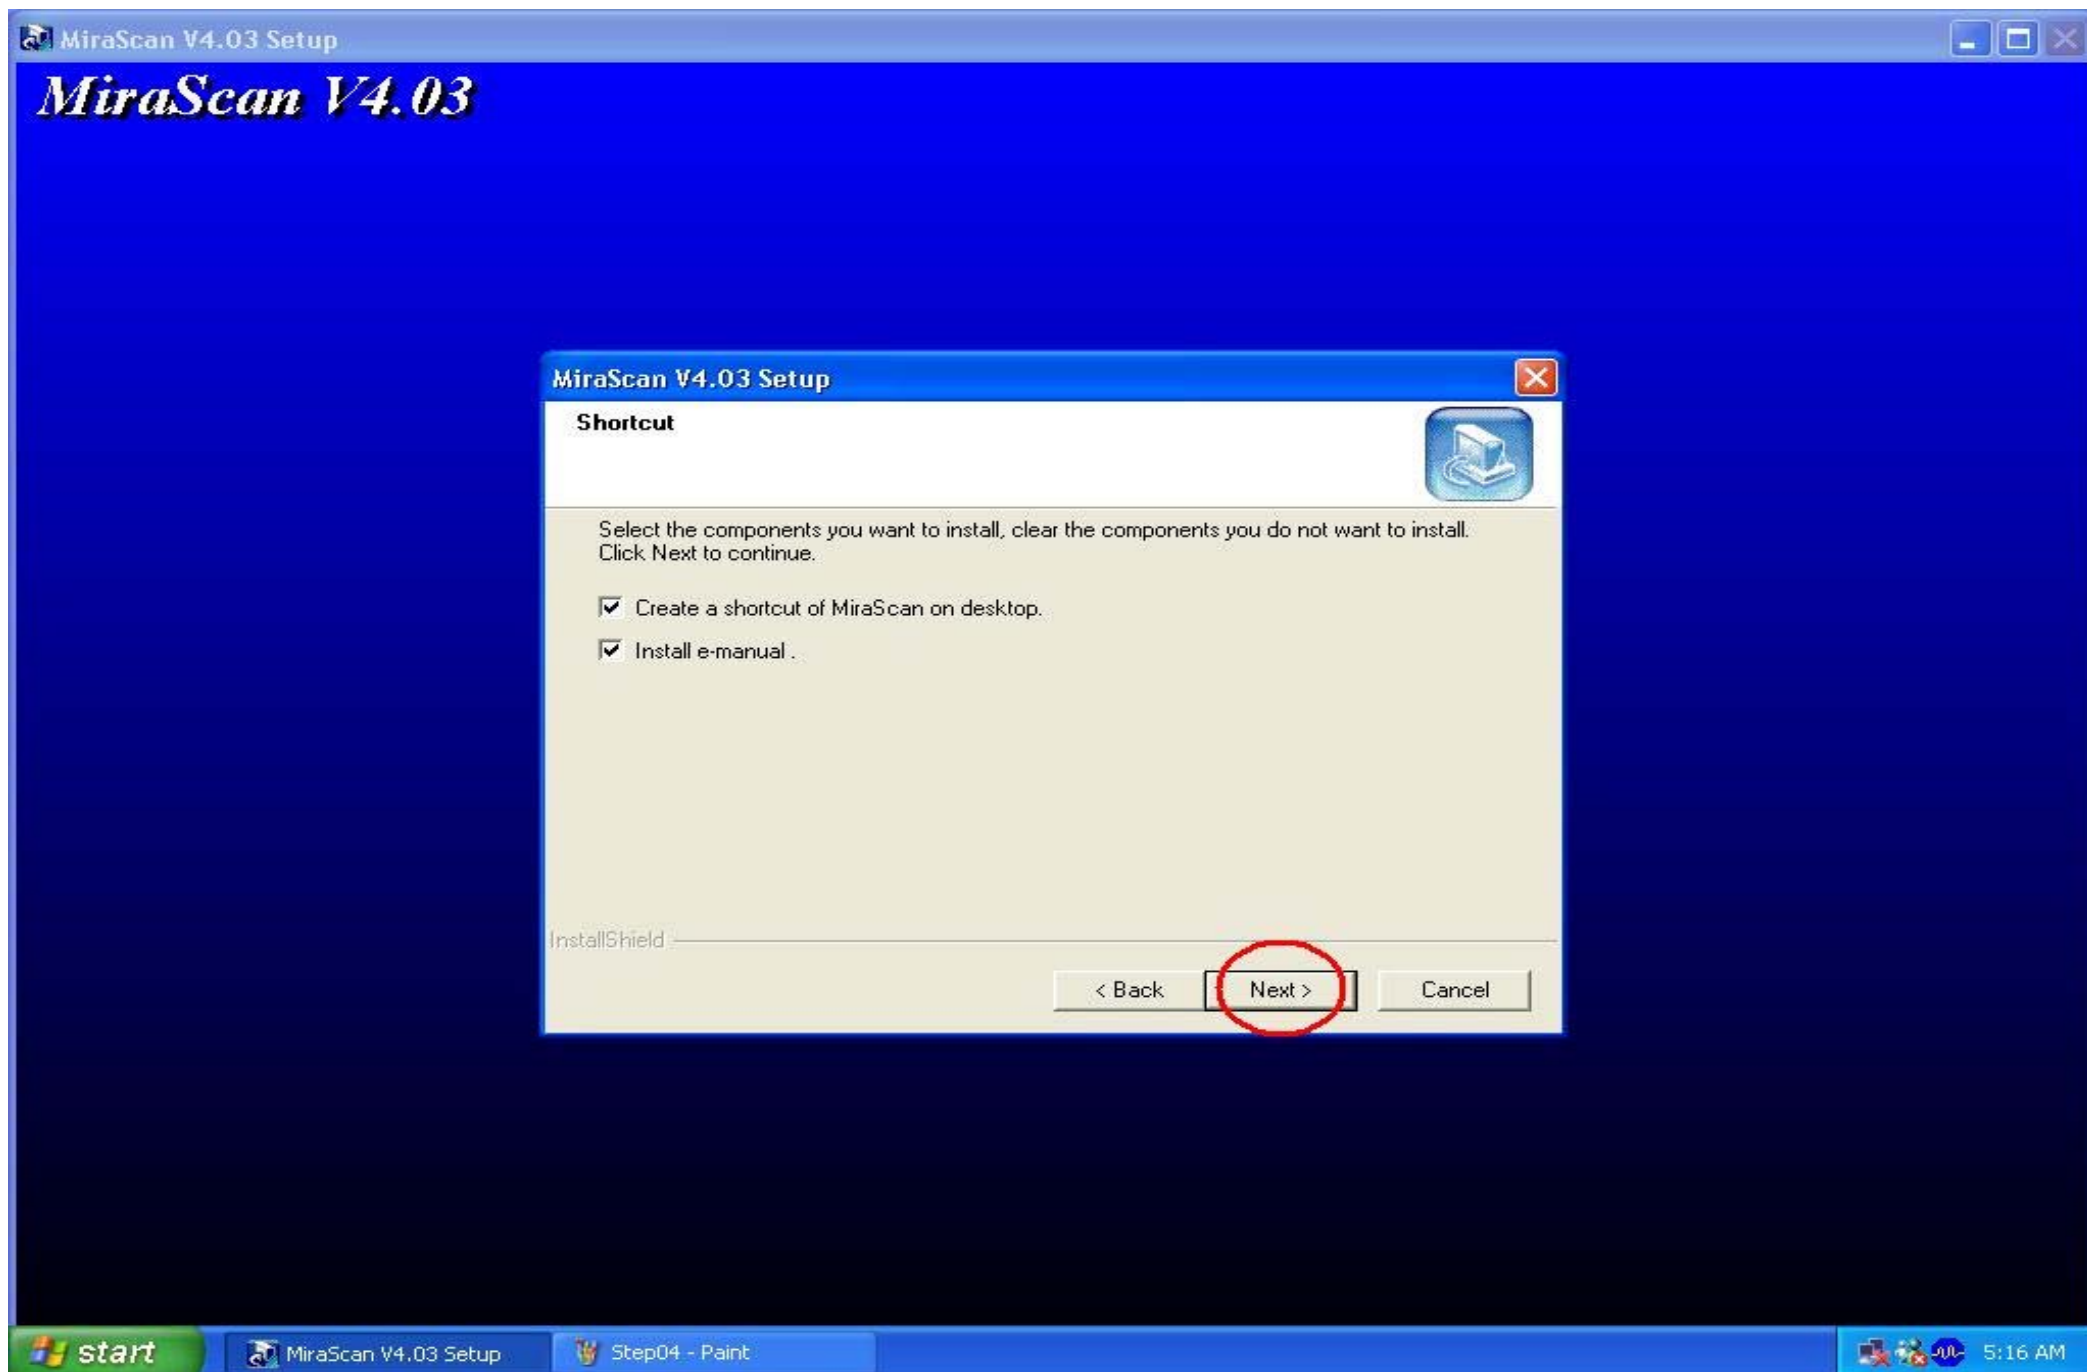 MiraScan V4.03 Setup
MiraScan V4.03
MiraScan V4.03 Setup
Shortcut
Select the components you want to install, clear the components you do not want to install.
Click Next to continue.
Create a shortcut of MiraScan on desktop.
Install e-manual .
InstallShield
< Back
Next >
Cancel
start
MiraScan V4.03 Setup
Step04 - Paint
5:16 AM